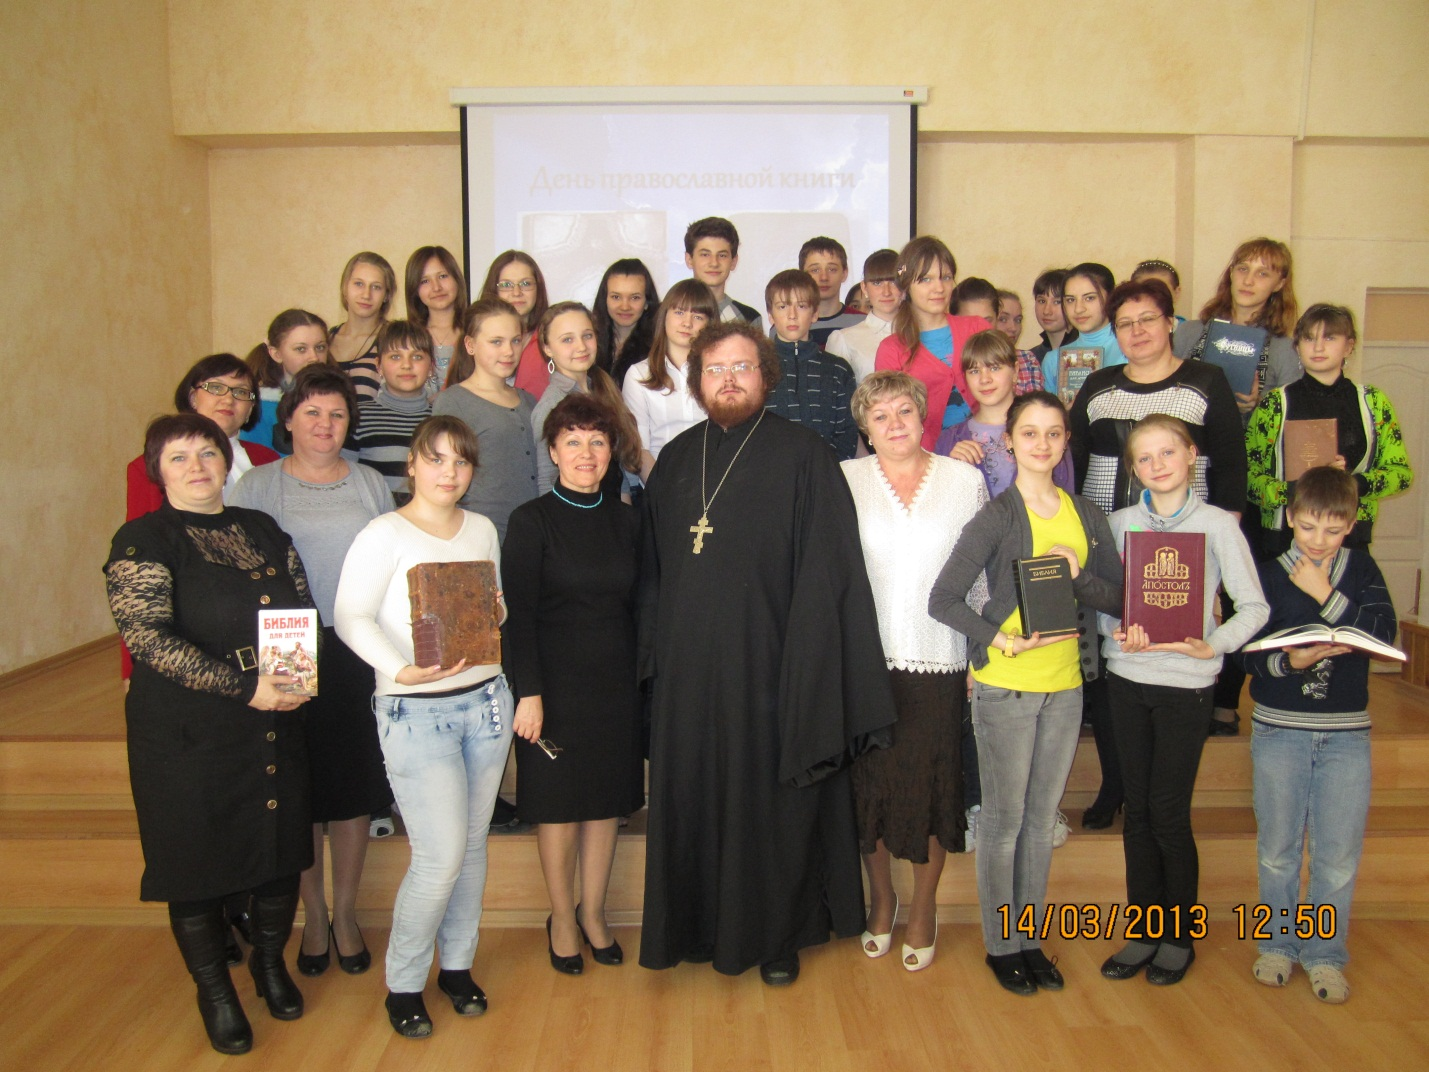 День православной книги
БИБЛИЯ
ДЛЯ ДЕТЕЙ
БИБЛИЯ
АПОСТОЛЪ
14/03/2013 12:50